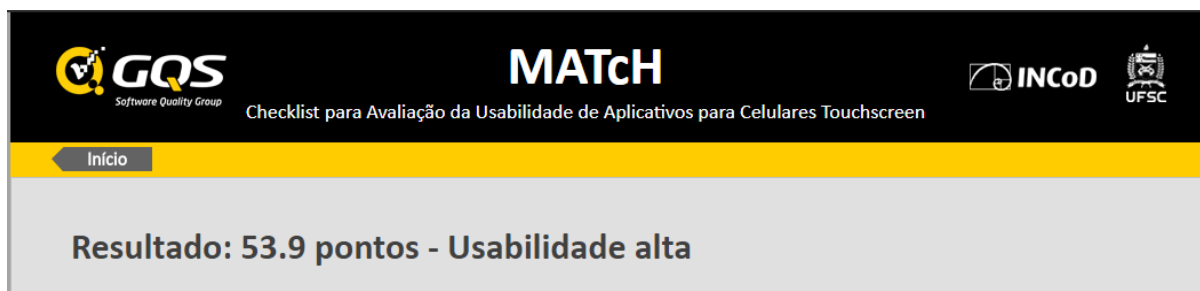 GQS
Software Quality Group
MATcH
Checklist para Avaliação da Usabilidade de Aplicativos para Celulares Touchscreen
INCoD
UFSC
Início
Resultado: 53.9 pontos - Usabilidade alta